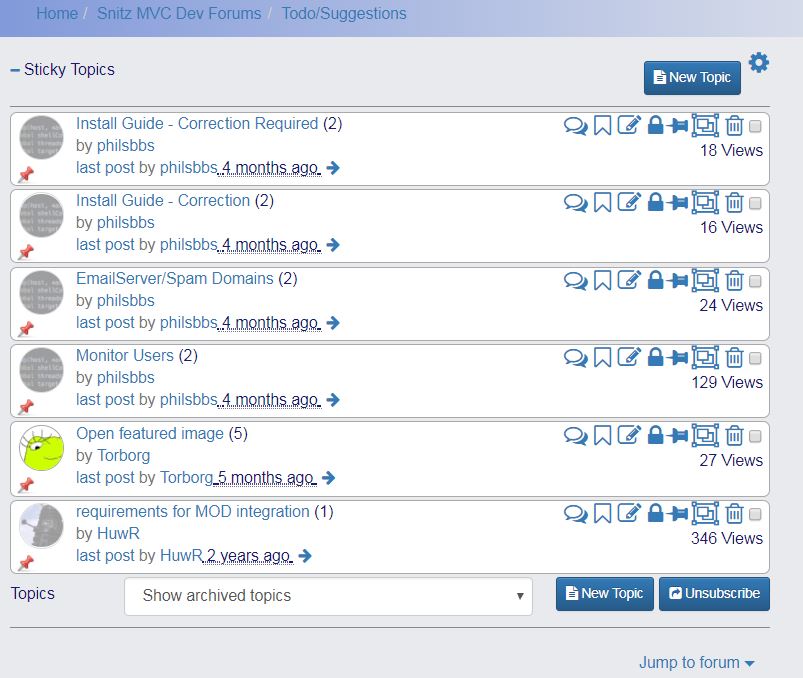 Home / Snitz MVC Dev Forums / Todo/Suggestions
Sticky Topics
New Topic
Install Guide - Correction Required (2)
by philsbbs
18 Views
last post by philsbbs 4 months ago
Install Guide - Correction (2)
by philsbbs
16 Views
last post by philsbbs 4 months ago
EmailServer/Spam Domains (2)
by philsbbs
24 Views
last post by philsbbs 4 months ago
Monitor Users (2)
by philsbbs
129 Views
last post by philsbbs 4 months ago
Open featured image (5)
by Torborg
27 Views
last post by Torborg 5 months ago
requirements for MOD integration (1)
by HuwR
346 Views
last post by HuwR 2 years ago
Topics
Show archived topics
New Topic
Unsubscribe
Jump to forum